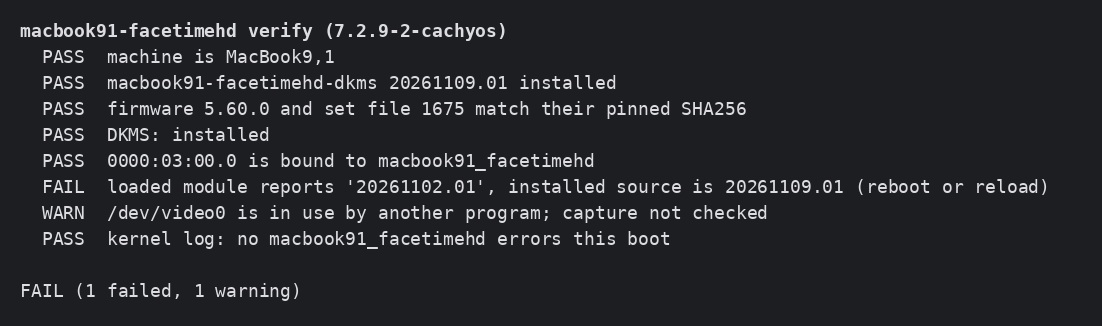 macbook91-facetimehd verify (7.2.9-2-cachyos)
PASS  machine is MacBook9,1
PASS  macbook91-facetimehd-dkms 20261109.01 installed
PASS  firmware 5.60.0 and set file 1675 match their pinned SHA256
PASS  DKMS: installed
PASS  0000:03:00.0 is bound to macbook91_facetimehd
FAIL  loaded module reports '20261102.01', installed source is 20261109.01 (reboot or reload)
WARN  /dev/video0 is in use by another program; capture not checked
PASS  kernel log: no macbook91_facetimehd errors this boot
FAIL (1 failed, 1 warning)